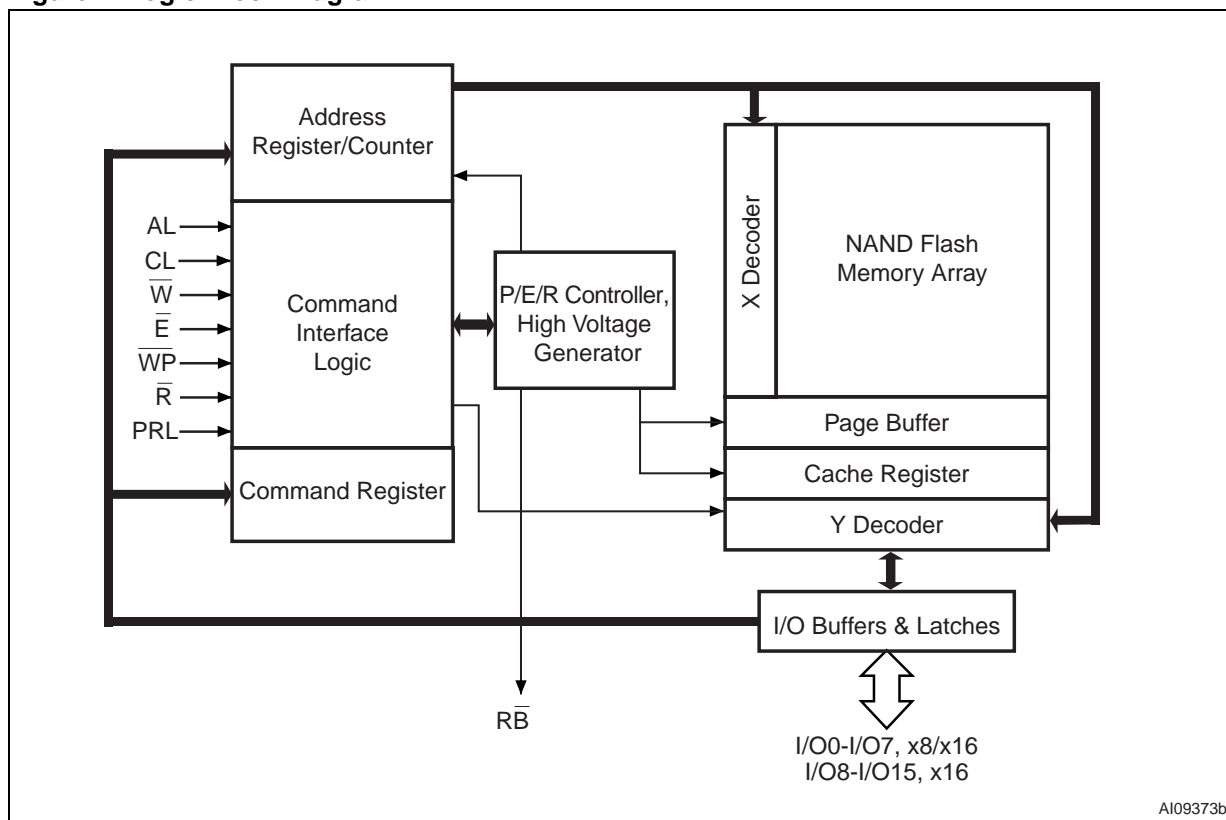 Address
Register/Counter
AL
CL
W̅
E̅
W̅P̅
R̅
PRL
Command
Interface
Logic
Command Register
P/E/R Controller,
High Voltage
Generator
RB̅
X Decoder
NAND Flash
Memory Array
Page Buffer
Cache Register
Y Decoder
I/O Buffers & Latches
I/O0-I/O7, x8/x16
I/O8-I/O15, x16
AI09373b